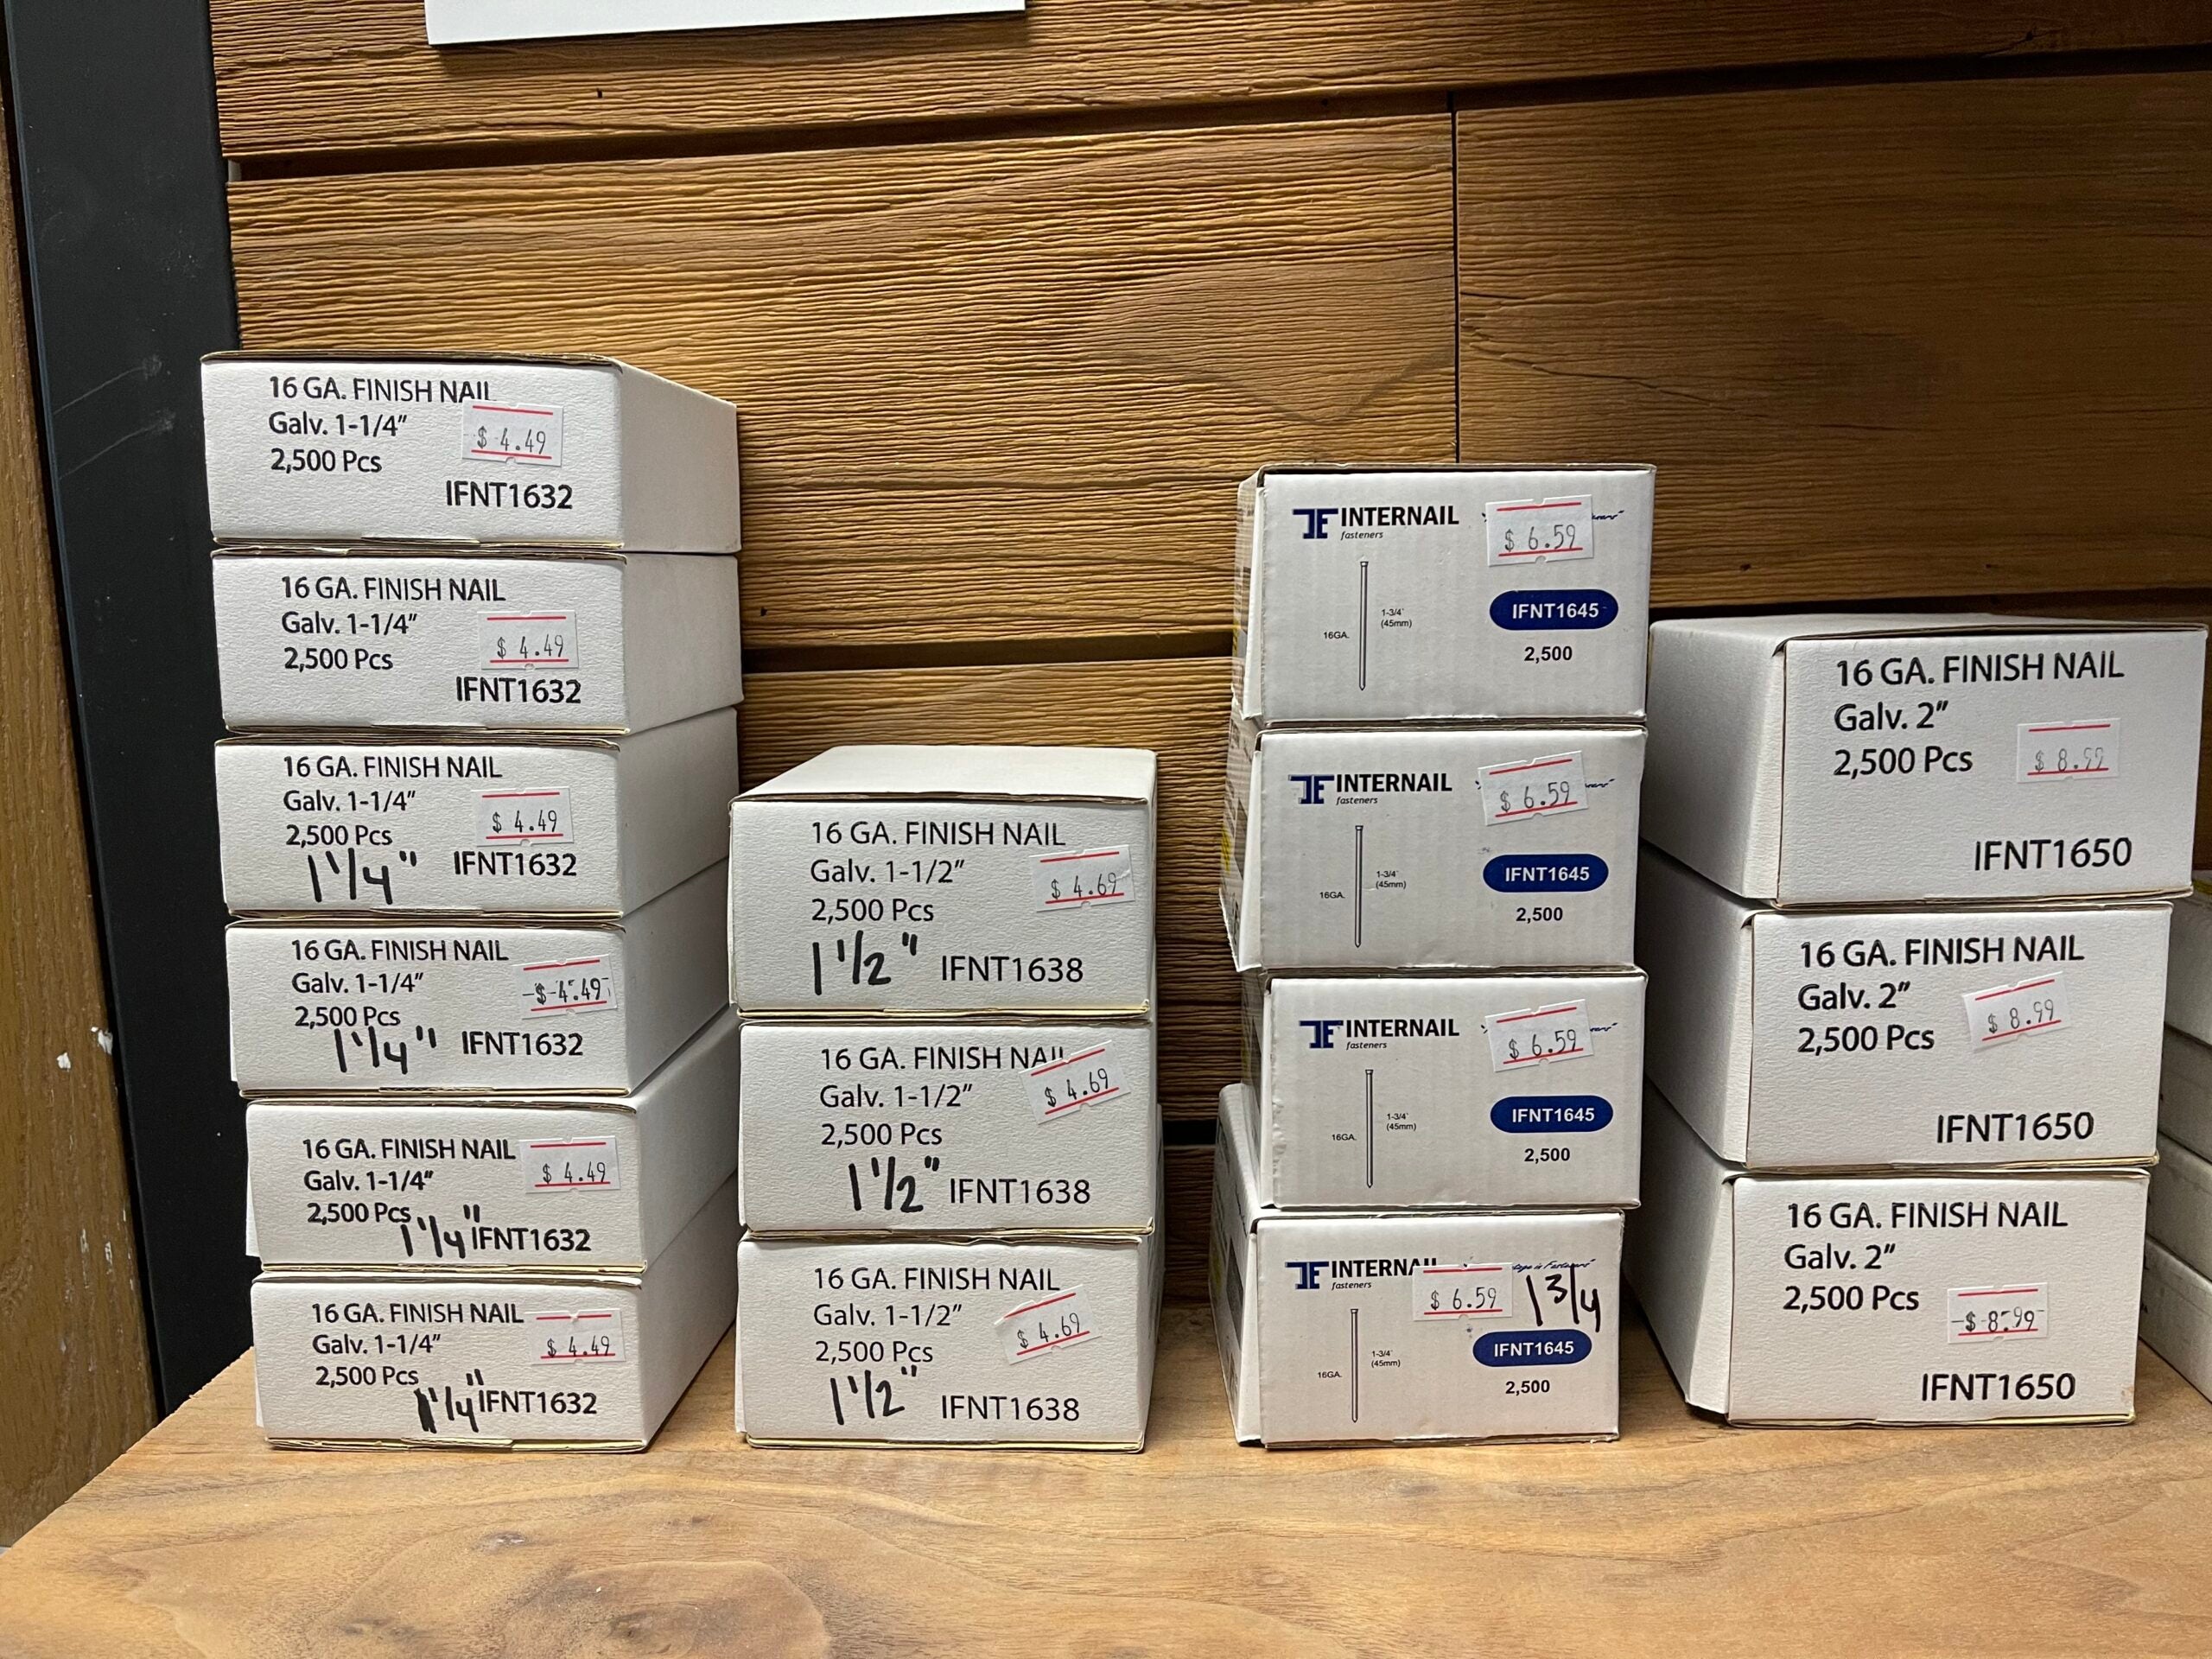 16 GA. FINISH NAIL
Galv. 1-1/4"
$ 4.49
2,500 Pcs
IFNT1632
16 GA. FINISH NAIL
Galv. 1-1/4"
$ 4.49
2,500 Pcs
IFNT1632
16 GA. FINISH NAIL
Galv. 1-1/4"
$ 4.49
2,500 Pcs
1 1/4" IFNT1632
16 GA. FINISH NAIL
Galv. 1-1/4"
$ 4.49
2,500 Pcs
1 1/4" IFNT1632
16 GA. FINISH NAIL
Galv. 1-1/4"
$ 4.49
2,500 Pcs
1 1/4" IFNT1632
16 GA. FINISH NAIL
Galv. 1-1/4"
$ 4.49
2,500 Pcs
1 1/4" IFNT1632
16 GA. FINISH NAIL
Galv. 1-1/2"
$ 4.69
2,500 Pcs
1 1/2" IFNT1638
16 GA. FINISH NAIL
Galv. 1-1/2"
$ 4.69
2,500 Pcs
1 1/2" IFNT1638
16 GA. FINISH NAIL
Galv. 1-1/2"
$ 4.69
2,500 Pcs
1 1/2" IFNT1638
IF INTERNAIL
fasteners
$ 6.59
1-3/4"
(45mm)
16GA.
IFNT1645
2,500
IF INTERNAIL
fasteners
$ 6.59
1-3/4"
(45mm)
16GA.
IFNT1645
2,500
IF INTERNAIL
fasteners
$ 6.59
1-3/4"
(45mm)
16GA.
IFNT1645
2,500
IF INTERNAIL
fasteners
$ 6.59
1 3/4
1-3/4"
(45mm)
16GA.
IFNT1645
2,500
16 GA. FINISH NAIL
Galv. 2"
2,500 Pcs
$ 8.99
IFNT1650
16 GA. FINISH NAIL
Galv. 2"
2,500 Pcs
$ 8.99
IFNT1650
16 GA. FINISH NAIL
Galv. 2"
2,500 Pcs
$ 8.99
IFNT1650